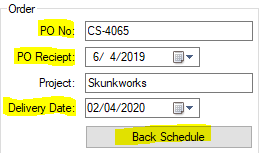 Order
PO No: CS-4065
PO Reciept: 6/ 4/2019
Project: Skunkworks
Delivery Date: 02/04/2020
Back Schedule